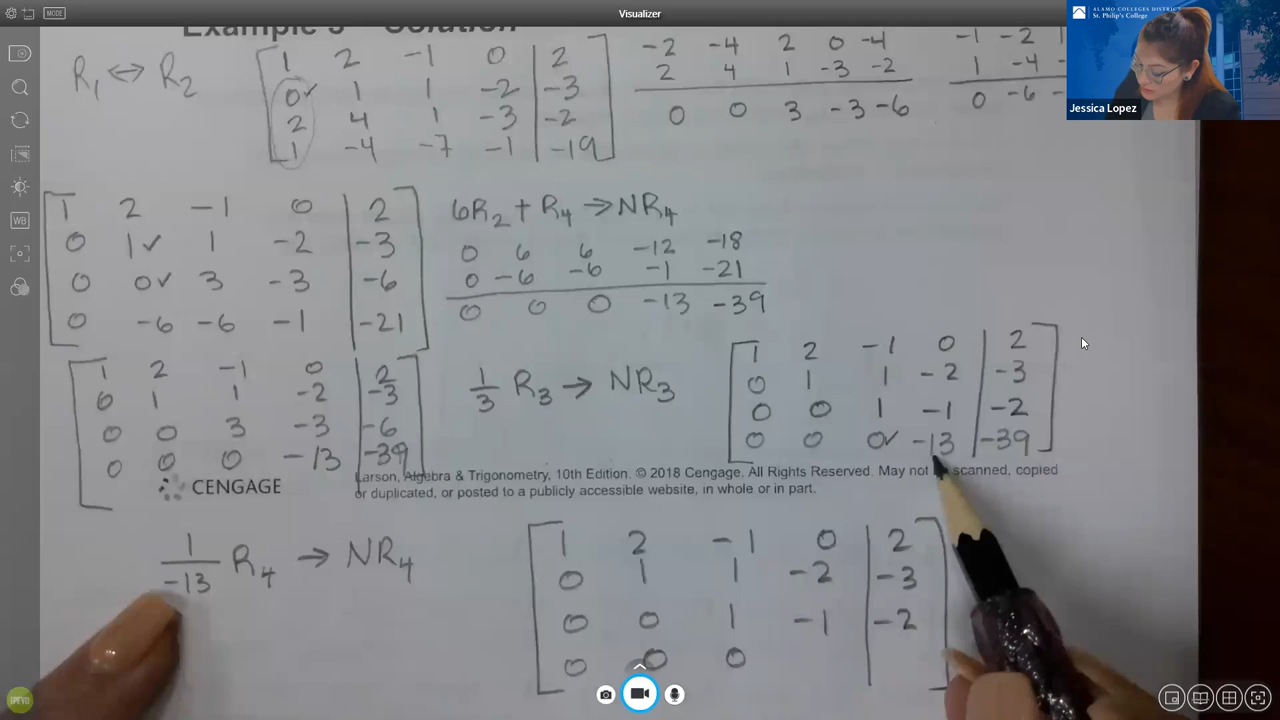 Visualizer
MODE
ALAMO COLLEGES DISTRICT
St. Philip's College
Jessica Lopez
Example 3 Solution
R₁ ↔ R₂
1 2 -1 0 | 2
0✓ 1 1 -2 | -3
2 4 1 -3 | -2
1 -4 -7 -1 | -19
-2 -4 2 0 -4
2 4 1 -3 -2
0 0 3 -3 -6
-1 -2 1
1 -4 -
0 -6 -
1 2 -1 0 | 2
0 1✓ 1 -2 | -3
0 0✓ 3 -3 | -6
0 -6 -6 -1 | -21
6R₂ + R₄ → NR₄
0 6 6 -12 -18
0 -6 -6 -1 -21
0 0 0 -13 -39
1 2 -1 0 | 2
0 1 1 -2 | -3
0 0 3 -3 | -6
0 0 0 -13 | -39
1/3 R₃ → NR₃
1 2 -1 0 | 2
0 1 1 -2 | -3
0 0 1 -1 | -2
0 0 0✓ -13 | -39
CENGAGE
Larson, Algebra & Trigonometry, 10th Edition. © 2018 Cengage. All Rights Reserved. May not be scanned, copied
or duplicated, or posted to a publicly accessible website, in whole or in part.
1/-13 R₄ → NR₄
1 2 -1 0 | 2
0 1 1 -2 | -3
0 0 1 -1 | -2
0 0 0
WB
IPEVO